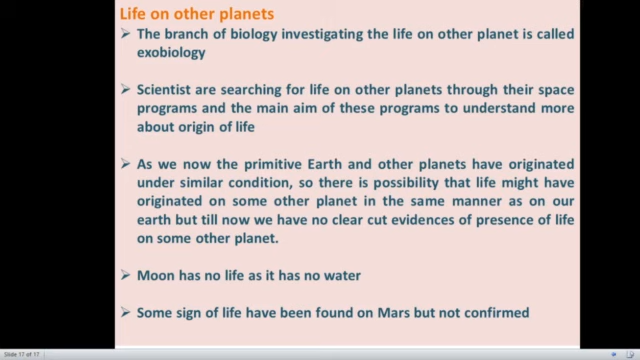 Life on other planets
➤ The branch of biology investigating the life on other planet is called
exobiology
➤ Scientist are searching for life on other planets through their space
programs and the main aim of these programs to understand more
about origin of life
➤ As we now the primitive Earth and other planets have originated
under similar condition, so there is possibility that life might have
originated on some other planet in the same manner as on our
earth but till now we have no clear cut evidences of presence of life
on some other planet.
➤ Moon has no life as it has no water
➤ Some sign of life have been found on Mars but not confirmed
Slide 17 of 17